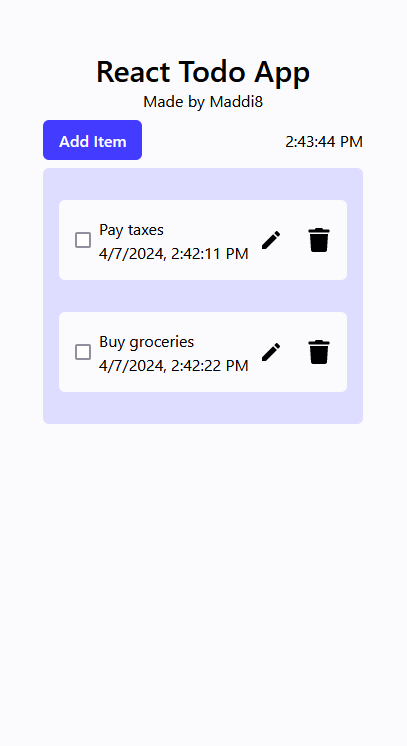 React Todo App
Made by Maddi8
Add Item
2:43:44 PM
Pay taxes
4/7/2024, 2:42:11 PM
Buy groceries
4/7/2024, 2:42:22 PM